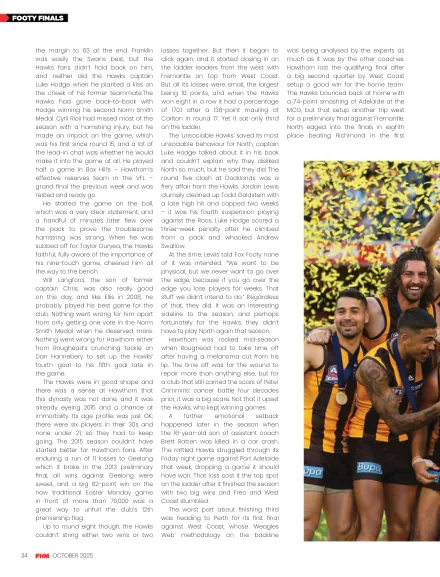 FOOTY FINALS
the margin to 63 at the end. Franklin
was easily the Swans best, but the
Hawks fans didn't hold back on him,
and neither did the Hawks captain
Luke Hodge when he planted a kiss on
the cheek of his former teammate.The
Hawks had gone back-to-back with
Hodge winning his second Norm Smith
Medal. Cyril Rioli had missed most of the
season with a hamstring injury, but he
made an impact on the game, which
was his first since round 15, and a lot of
the lead-in chat was whether he would
make it into the game at all. He played
half a game in Box Hill's – Hawthorn's
effective reserves team in the VFL –
grand final the previous week and was
rested and ready go.
He started the game on the ball,
which was a very clear statement, and
a handful of minutes later flew over
the pack to prove the troublesome
hamstring was strong. When he was
subbed off for Taylor Duryea, the Hawks
faithful, fully aware of the importance of
his nine-touch game, cheered him all
the way to the bench.
Will Langford, the son of former
captain Chris, was also really good
on this day, and like Ellis in 2008, he
probably played his best game for the
club. Nothing went wrong for him apart
from only getting one vote in the Norm
Smith Medal when he deserved more.
Nothing went wrong for Hawthorn either
from Roughead's crunching tackle on
Dan Hannebery to set up the Hawks'
fourth goal to his fifth goal late in
the game.
The Hawks were in good shape and
there was a sense at Hawthorn that
this dynasty was not done, and it was
already eyeing 2015 and a chance at
immortality. Its age profile was just OK;
there were six players in their 30s and
none under 21, so they had to keep
going. The 2015 season couldn't have
started better for Hawthorn fans. After
enduring a run of 11 losses to Geelong
which it broke in the 2013 preliminary
final, all wins against Geelong were
sweet, and a big 62-point win on the
now traditional Easter Monday game
in front of more than 70,000 was a
great way to unfurl the club's 12th
premiership flag.
Up to round eight though, the Hawks
couldn't string either two wins or two
losses together. But then it began to
click again, and it started closing in on
the ladder leaders from the west with
Fremantle on top from West Coast.
But all its losses were small, the largest
being 10 points, and when the Hawks
won eight in a row it had a percentage
of 170.1 after a 138-point mauling of
Carlton in round 17. Yet it sat only third
on the ladder.
The 'unsociable Hawks' saved its most
unsociable behaviour for North; captain
Luke Hodge talked about it in his book
and couldn't explain why they disliked
North so much, but he said they did. The
round five clash at Docklands was a
fiery affair from the Hawks. Jordan Lewis
clumsily cleaned up Todd Goldstein with
a late high hit and copped two weeks
– it was his fourth suspension playing
against the Roos. Luke Hodge scored a
three-week penalty after he climbed
from a pack and whacked Andrew
Swallow.
At the time, Lewis told Fox Footy none
of it was intended. "We want to be
physical, but we never want to go over
the edge, because if you go over the
edge you lose players for weeks. That
stuff we didn't intend to do." Regardless
of that, they did. It was an interesting
sideline to the season, and perhaps
fortunately for the Hawks, they didn't
have to play North again that season.
Hawthorn was rocked mid-season
when Roughead had to take time off
after having a melanoma cut from his
lip. The time off was for the wound to
repair more than anything else, but for
a club that still carried the scars of Peter
Crimmins' cancer battle four decades
prior, it was a big scare. Not that it upset
the Hawks, who kept winning games.
A further emotional setback
happened later in the season when
the 16-year-old son of assistant coach
Brett Ratten was killed in a car crash.
The rattled Hawks struggled through its
Friday night game against Port Adelaide
that week, dropping a game it should
have won. That loss cost it the top spot
on the ladder after it finished the season
with two big wins and Freo and West
Coast stumbled.
The worst part about finishing third
was heading to Perth for its first final
against West Coast, whose 'Weagles
Web' methodology on the backline
was being analysed by the experts as
much as it was by the other coaches.
Hawthorn lost the qualifying final after
a big second quarter by West Coast
setup a good win for the home team.
The Hawks bounced back at home with
a 74-point smashing of Adelaide at the
MCG, but that setup another trip west
for a preliminary final against Fremantle.
North edged into the finals in eighth
place beating Richmond in the first
Bupa
Bupa
Bupa
34 FHM OCTOBER 2025